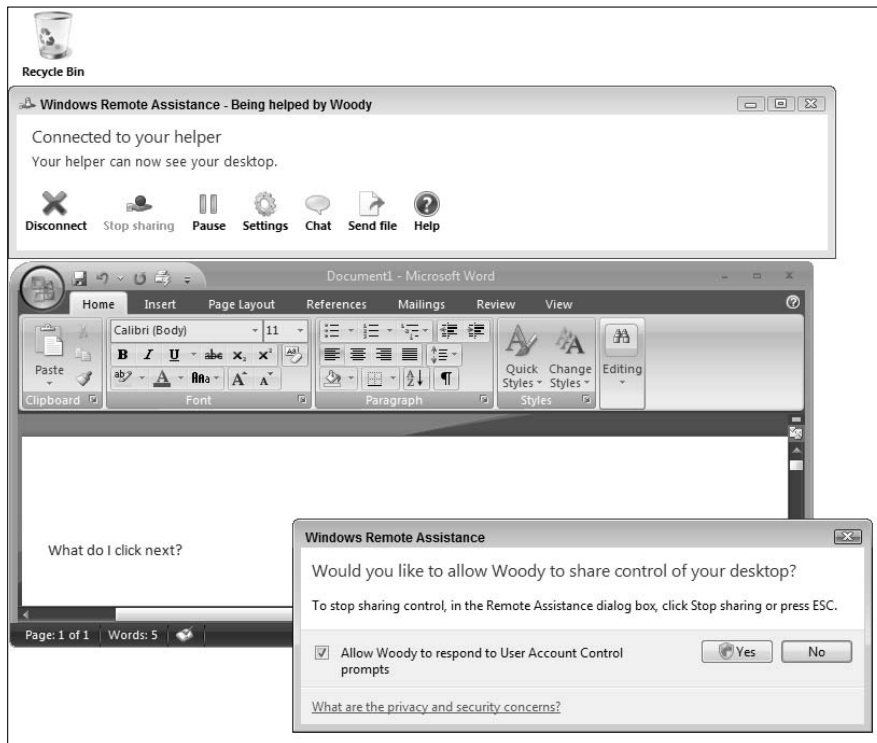 Recycle Bin
Windows Remote Assistance - Being helped by Woody
Connected to your helper
Your helper can now see your desktop.
Disconnect Stop sharing Pause Settings Chat Send file Help
Document1 - Microsoft Word
Home Insert Page Layout References Mailings Review View
Calibri (Body) 11
B I U abe x₂ x²
Paste
ab A Aa A A
Quick Styles
Change Styles
Editing
Clipboard Font Paragraph Styles
What do I click next?
Page: 1 of 1 Words: 5
Windows Remote Assistance
Would you like to allow Woody to share control of your desktop?
To stop sharing control, in the Remote Assistance dialog box, click Stop sharing or press ESC.
Allow Woody to respond to User Account Control
prompts
Yes No
What are the privacy and security concerns?